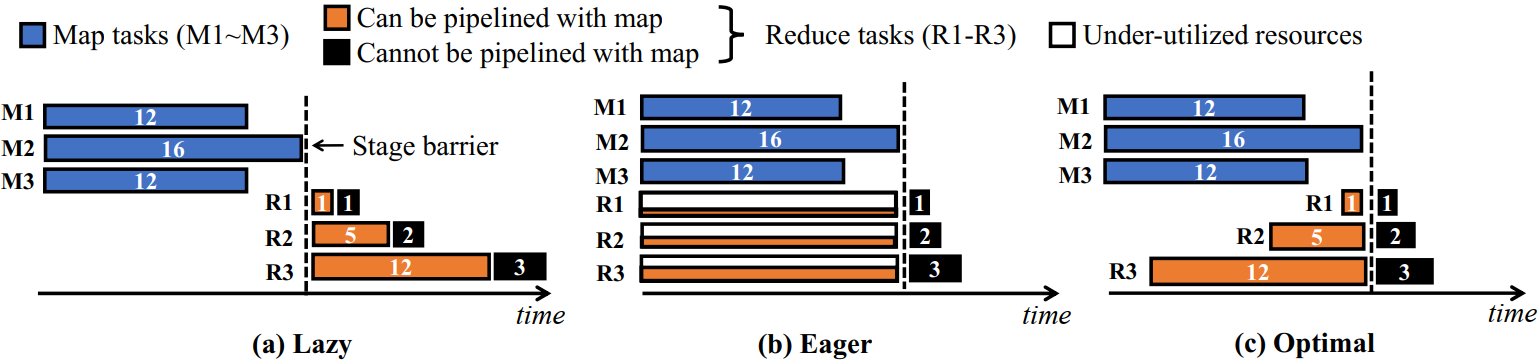 Map tasks (M1~M3)
Can be pipelined with map
Cannot be pipelined with map
Reduce tasks (R1-R3)
Under-utilized resources
M1 12
M2 16
M3 12
Stage barrier
R1 1 1
R2 5 2
R3 12 3
time
(a) Lazy
M1 12
M2 16
M3 12
R1 1
R2 2
R3 3
time
(b) Eager
M1 12
M2 16
M3 12
R1 1 1
R2 5 2
R3 12 3
time
(c) Optimal